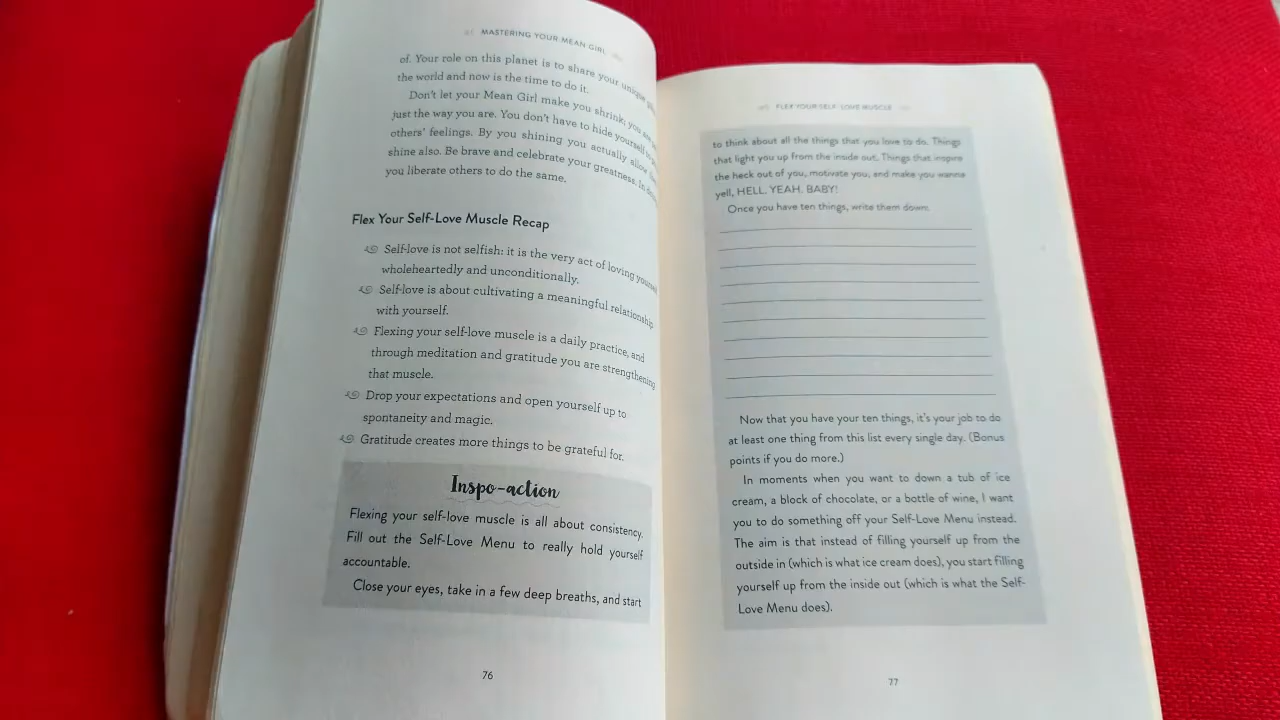 MASTERING YOUR MEAN GIRL
of. Your role on this planet is to share your unique
the world and now is the time to do it.
Don't let your Mean Girl make you shrink; you are
just the way you are. You don't have to hide yourself to
others' feelings. By you shining you actually allow
shine also. Be brave and celebrate your greatness. In
you liberate others to do the same.
Flex Your Self-Love Muscle Recap
Self-love is not selfish: it is the very act of loving yourself
wholeheartedly and unconditionally.
Self-love is about cultivating a meaningful relationship
with yourself.
Flexing your self-love muscle is a daily practice, and
through meditation and gratitude you are strengthening
that muscle.
Drop your expectations and open yourself up to
spontaneity and magic.
Gratitude creates more things to be grateful for.
Inspo-action
Flexing your self-love muscle is all about consistency.
Fill out the Self-Love Menu to really hold yourself
accountable.
Close your eyes, take in a few deep breaths, and start
76
FLEX YOUR SELF-LOVE MUSCLE
to think about all the things that you love to do. Things
that light you up from the inside out. Things that inspire
the heck out of you, motivate you, and make you wanna
yell, HELL. YEAH. BABY!
Once you have ten things, write them down.
Now that you have your ten things, it's your job to do
at least one thing from this list every single day. (Bonus
points if you do more.)
In moments when you want to down a tub of ice
cream, a block of chocolate, or a bottle of wine, I want
you to do something off your Self-Love Menu instead.
The aim is that instead of filling yourself up from the
outside in (which is what ice cream does), you start filling
yourself up from the inside out (which is what the Self-
Love Menu does).
77